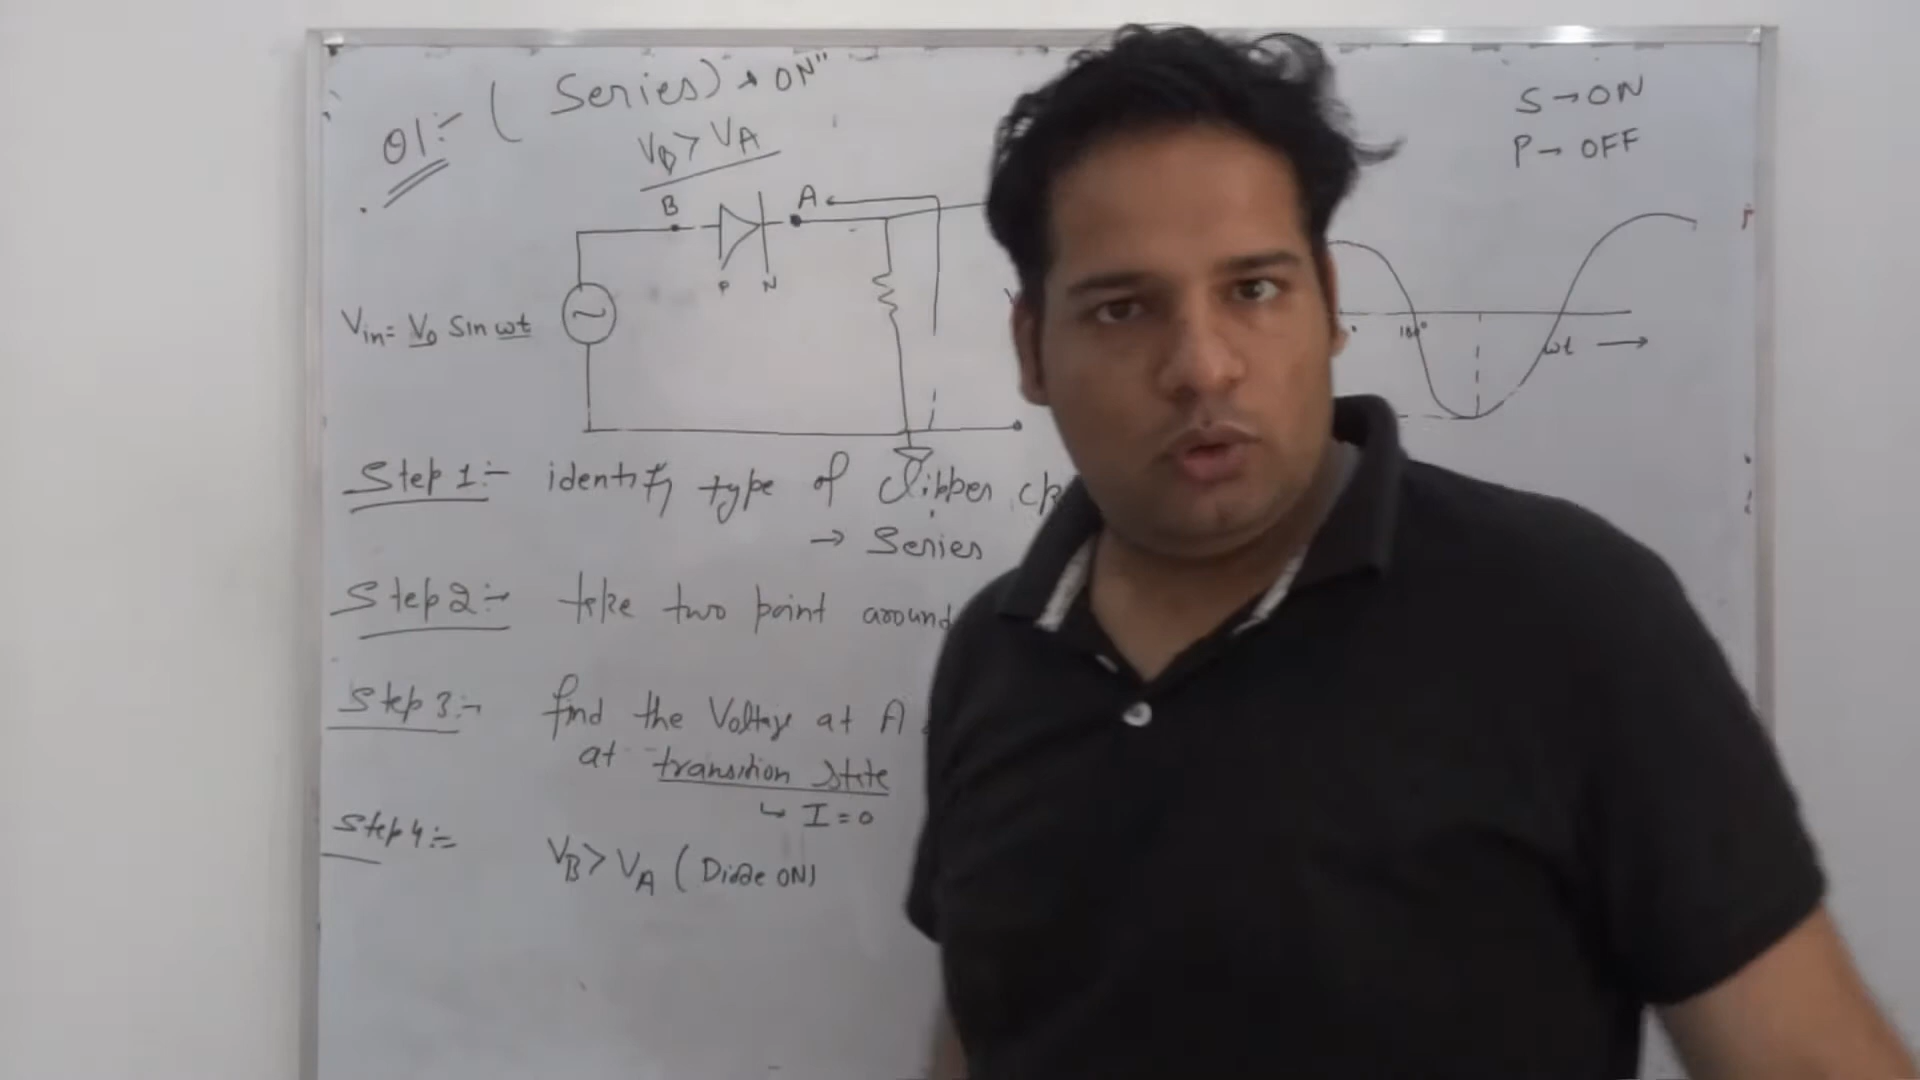 01:- ( Series) → ON"
VB > VA
S → ON
P → OFF
B
A
P N
Vin = V0 Sin ωt
180°
ωt →
Step 1:- identify type of Clipper
→ Series
Step 2:- take two point around
Step 3:- find the Voltage at A
at transition state
↳ I = 0
Step 4:- VB > VA (Diode ON)